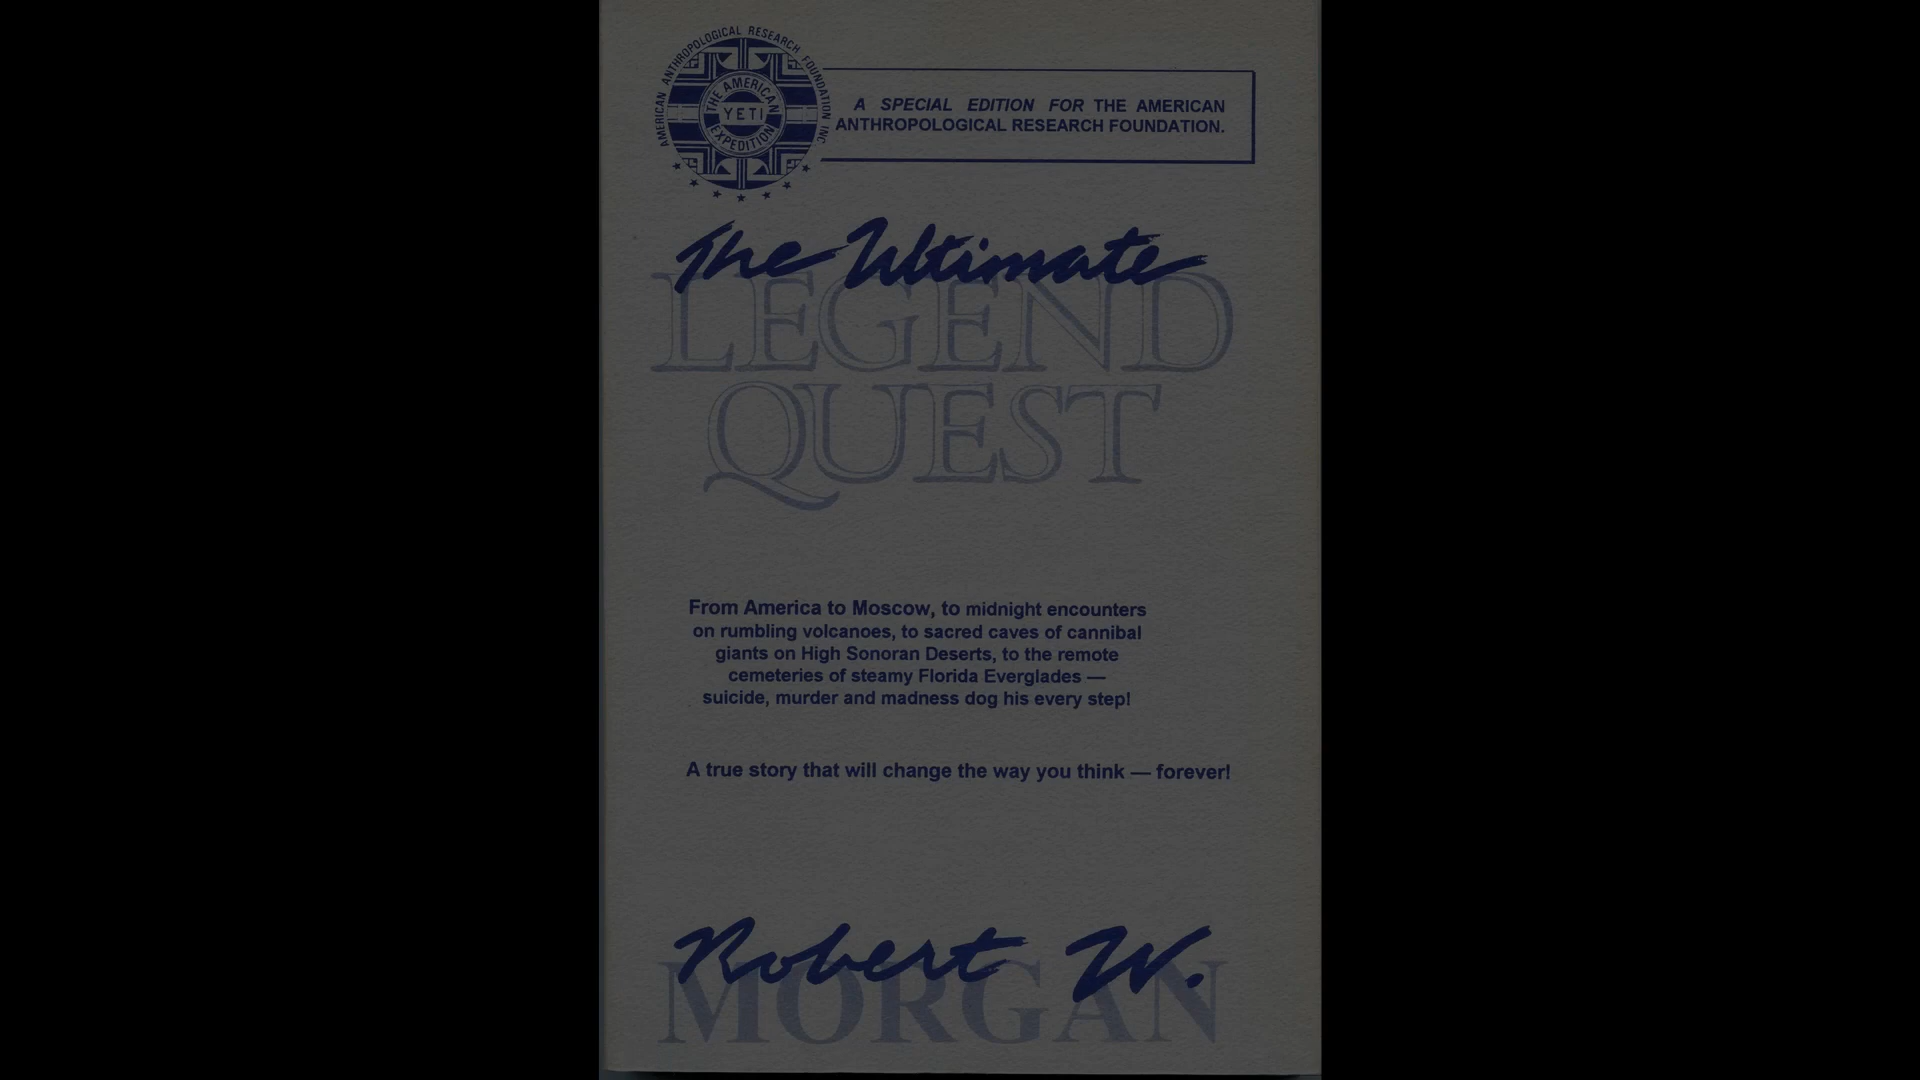 AMERICAN ANTHROPOLOGICAL RESEARCH FOUNDATION INC
THE AMERICAN
YETI
EXPEDITION
A SPECIAL EDITION FOR THE AMERICAN
ANTHROPOLOGICAL RESEARCH FOUNDATION.
The Ultimate
LEGEND
QUEST
From America to Moscow, to midnight encounters
on rumbling volcanoes, to sacred caves of cannibal
giants on High Sonoran Deserts, to the remote
cemeteries of steamy Florida Everglades —
suicide, murder and madness dog his every step!
A true story that will change the way you think — forever!
Robert W.
MORGAN